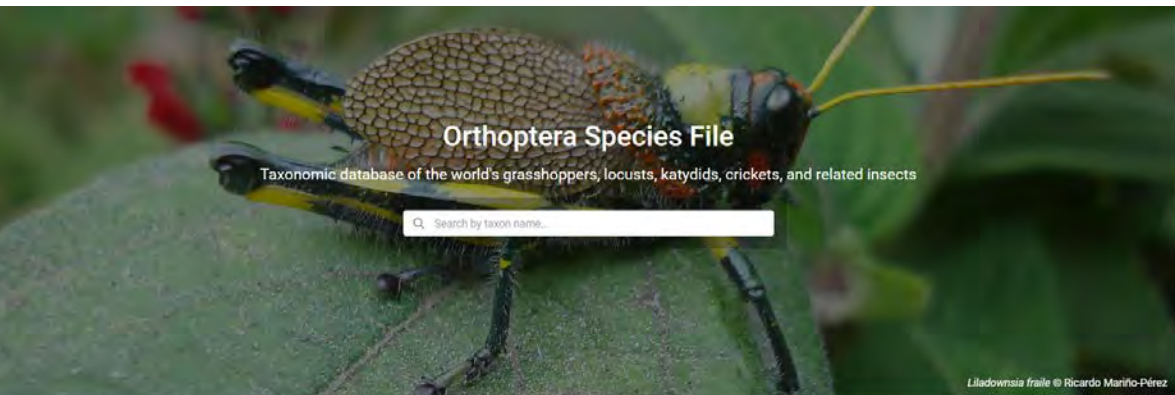 Orthoptera Species File
Taxonomic database of the world's grasshoppers, locusts, katydids, crickets, and related insects
Search by taxon name...
Liladownsia fraile © Ricardo Mariño-Pérez